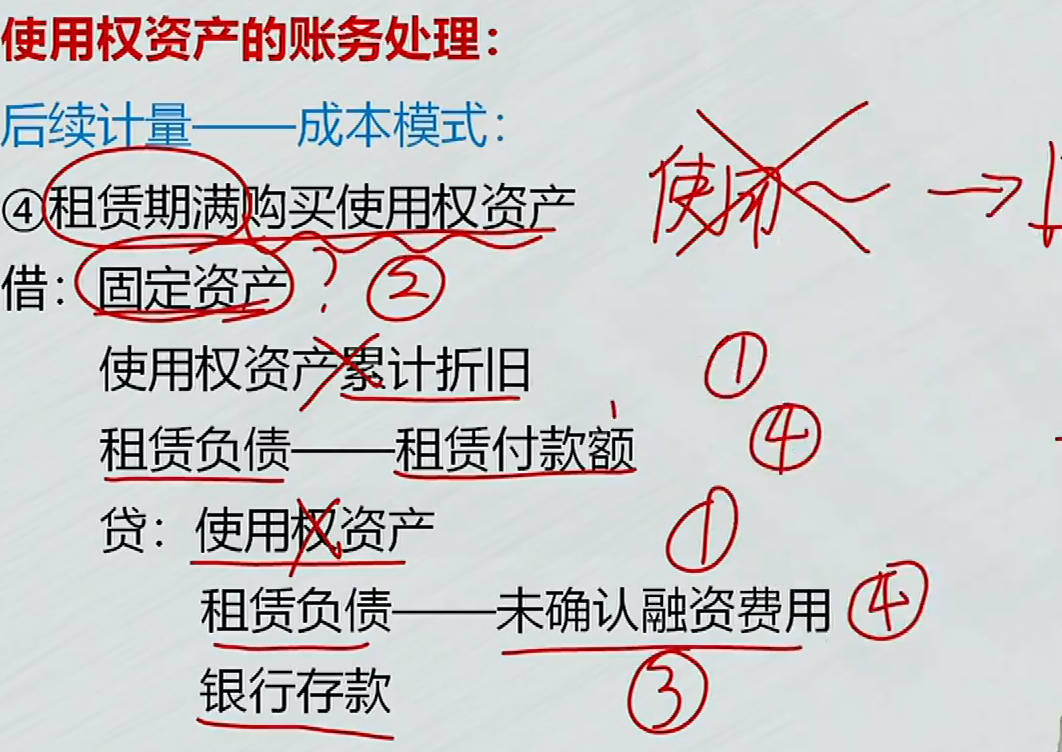 使用权资产的账务处理：
后续计量——成本模式：
④租赁期满购买使用权资产
使
借：固定资产 ? ②
使用权资产累计折旧 ①
租赁负债——租赁付款额 ④
贷：使用权资产 ①
租赁负债——未确认融资费用 ④
银行存款 ③